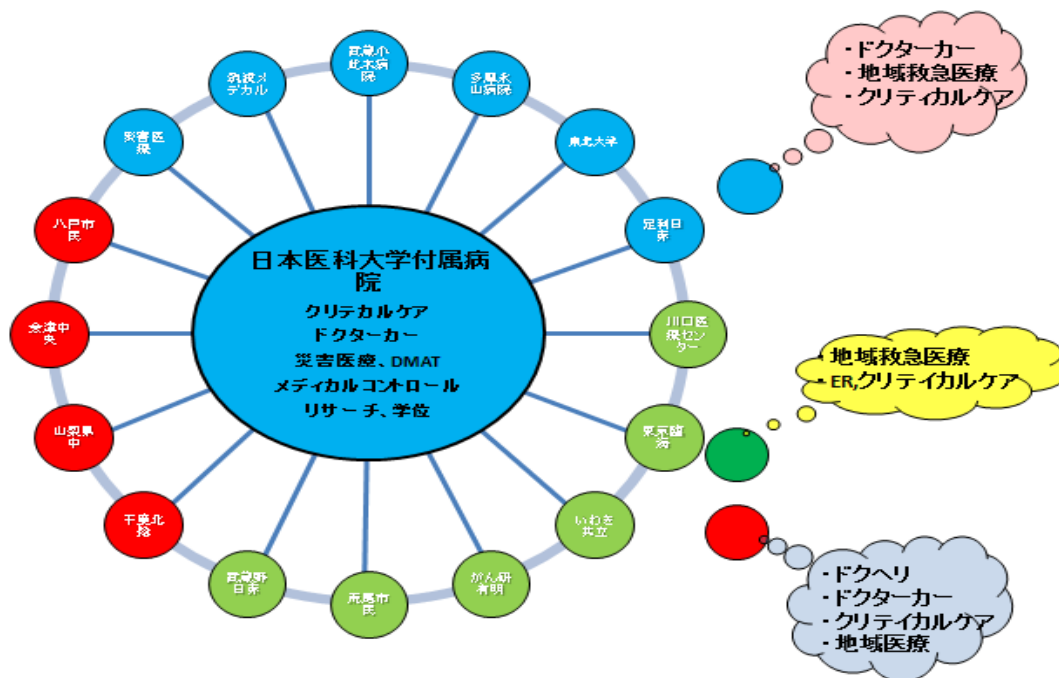 武蔵小
杉木病
院
多摩永
山病院
東北大学
足利日
赤
川口医
療センター
東京臨
海
いわき
共立
がん研
有明
荒尾市
民
武蔵野
日赤
千葉北
総
山梨県
中
会津中
央
八戸市
民
災害医
療
筑波メ
デカル
日本医科大学付属病
院
クリテカルケア
ドクターカー
災害医療、DMAT
メディカルコントロール
リサーチ、学位
・ドクターカー
・地域救急医療
・クリティカルケア
・地域救急医療
・ER,クリテイカルケア
・ドクヘリ
・ドクターカー
・クリテイカルケア
・地域医療